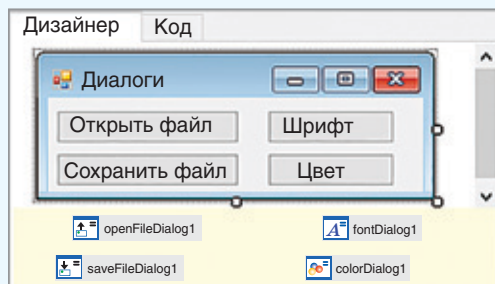 Дизайнер Код
Диалоги
Открыть файл Шрифт
Сохранить файл Цвет
openFileDialog1 fontDialog1
saveFileDialog1 colorDialog1